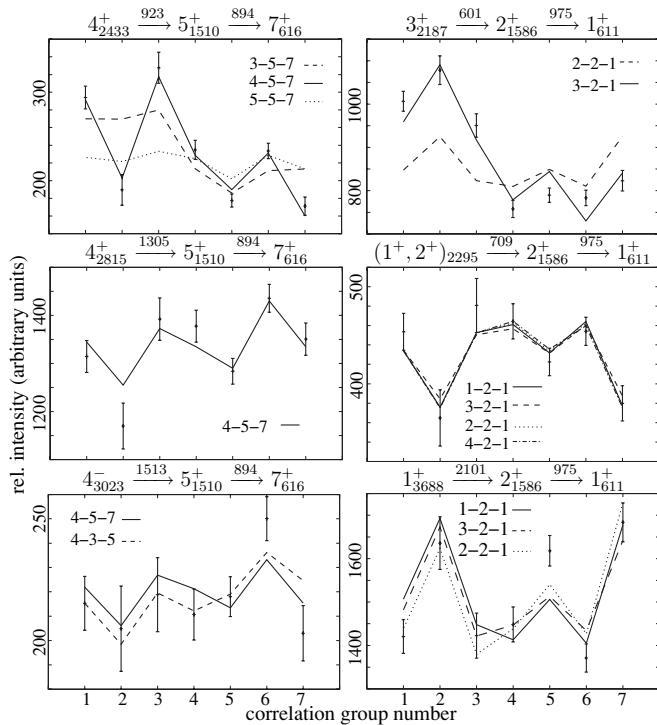 4⁺₂₄₃₃ —923→ 5⁺₁₅₁₀ —894→ 7⁺₆₁₆
3−5−7
4−5−7
5−5−7
300
200
3⁺₂₁₈₇ —601→ 2⁺₁₅₈₆ —975→ 1⁺₆₁₁
2−2−1
3−2−1
1000
800
4⁺₂₈₁₅ —1305→ 5⁺₁₅₁₀ —894→ 7⁺₆₁₆
1400
1200
4−5−7
(1⁺, 2⁺)₂₂₉₅ —709→ 2⁺₁₅₈₆ —975→ 1⁺₆₁₁
520
440
1−2−1
3−2−1
2−2−1
4−2−1
4⁻₃₀₂₃ —1513→ 5⁺₁₅₁₀ —894→ 7⁺₆₁₆
4−5−7
4−3−5
250
200
1 2 3 4 5 6 7
1⁺₃₆₈₈ —2101→ 2⁺₁₅₈₆ —975→ 1⁺₆₁₁
1−2−1
3−2−1
2−2−1
1600
1400
1 2 3 4 5 6 7
rel. intensity (arbitrary units)
correlation group number